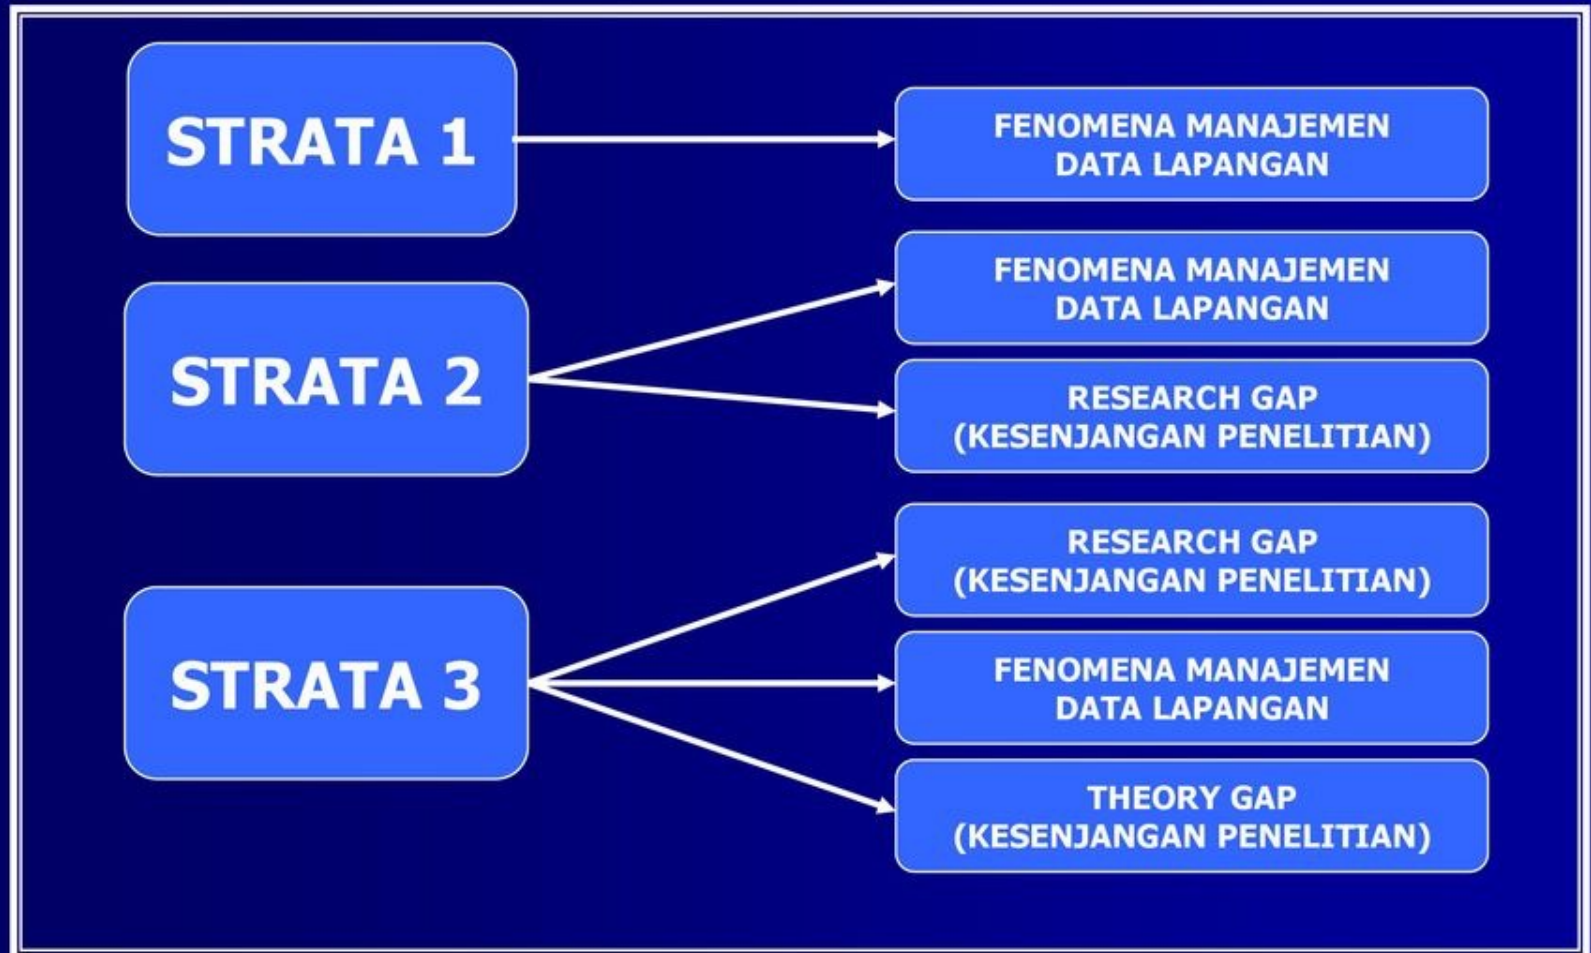 STRATA 1
FENOMENA MANAJEMEN
DATA LAPANGAN
STRATA 2
FENOMENA MANAJEMEN
DATA LAPANGAN
RESEARCH GAP
(KESENJANGAN PENELITIAN)
STRATA 3
RESEARCH GAP
(KESENJANGAN PENELITIAN)
FENOMENA MANAJEMEN
DATA LAPANGAN
THEORY GAP
(KESENJANGAN PENELITIAN)